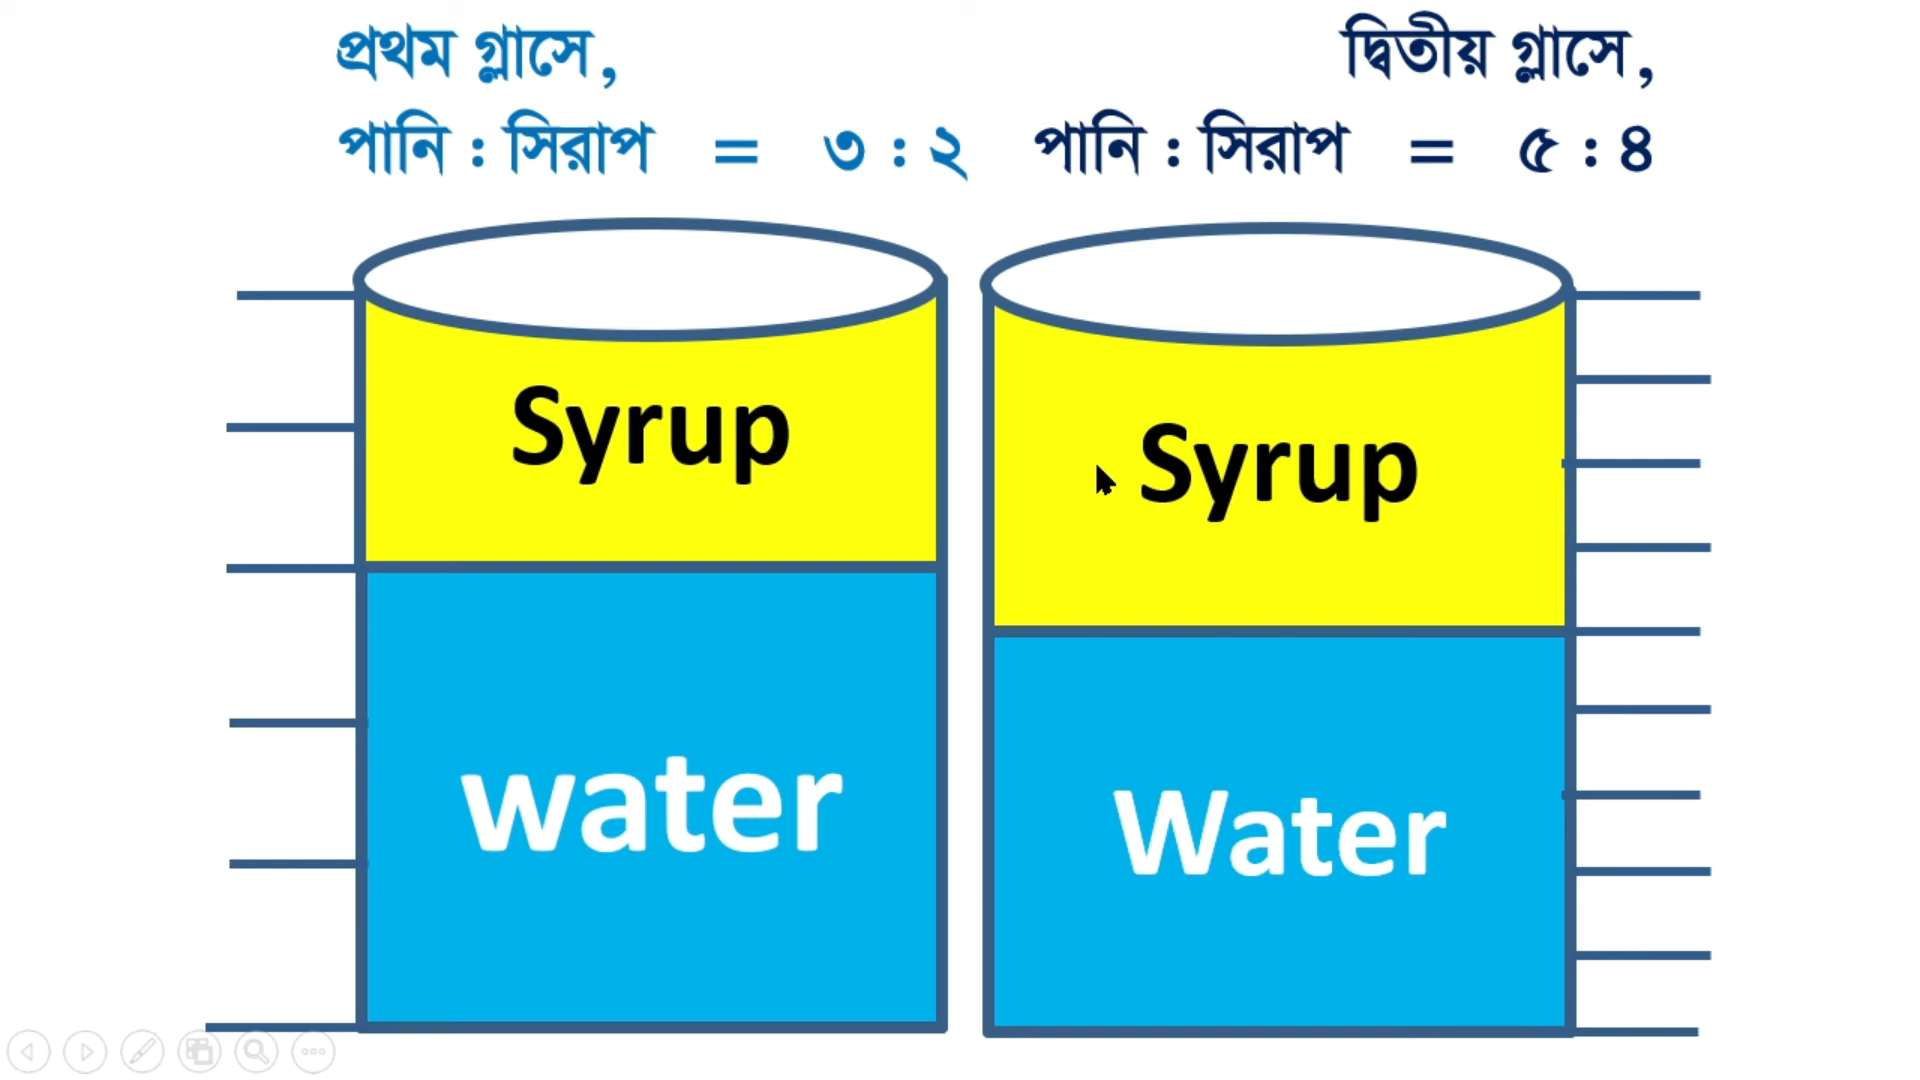 প্রথম গ্লাসে,
পানি : সিরাপ = ৩ : ২
দ্বিতীয় গ্লাসে,
পানি : সিরাপ = ৫ : ৪
Syrup
water
Syrup
Water